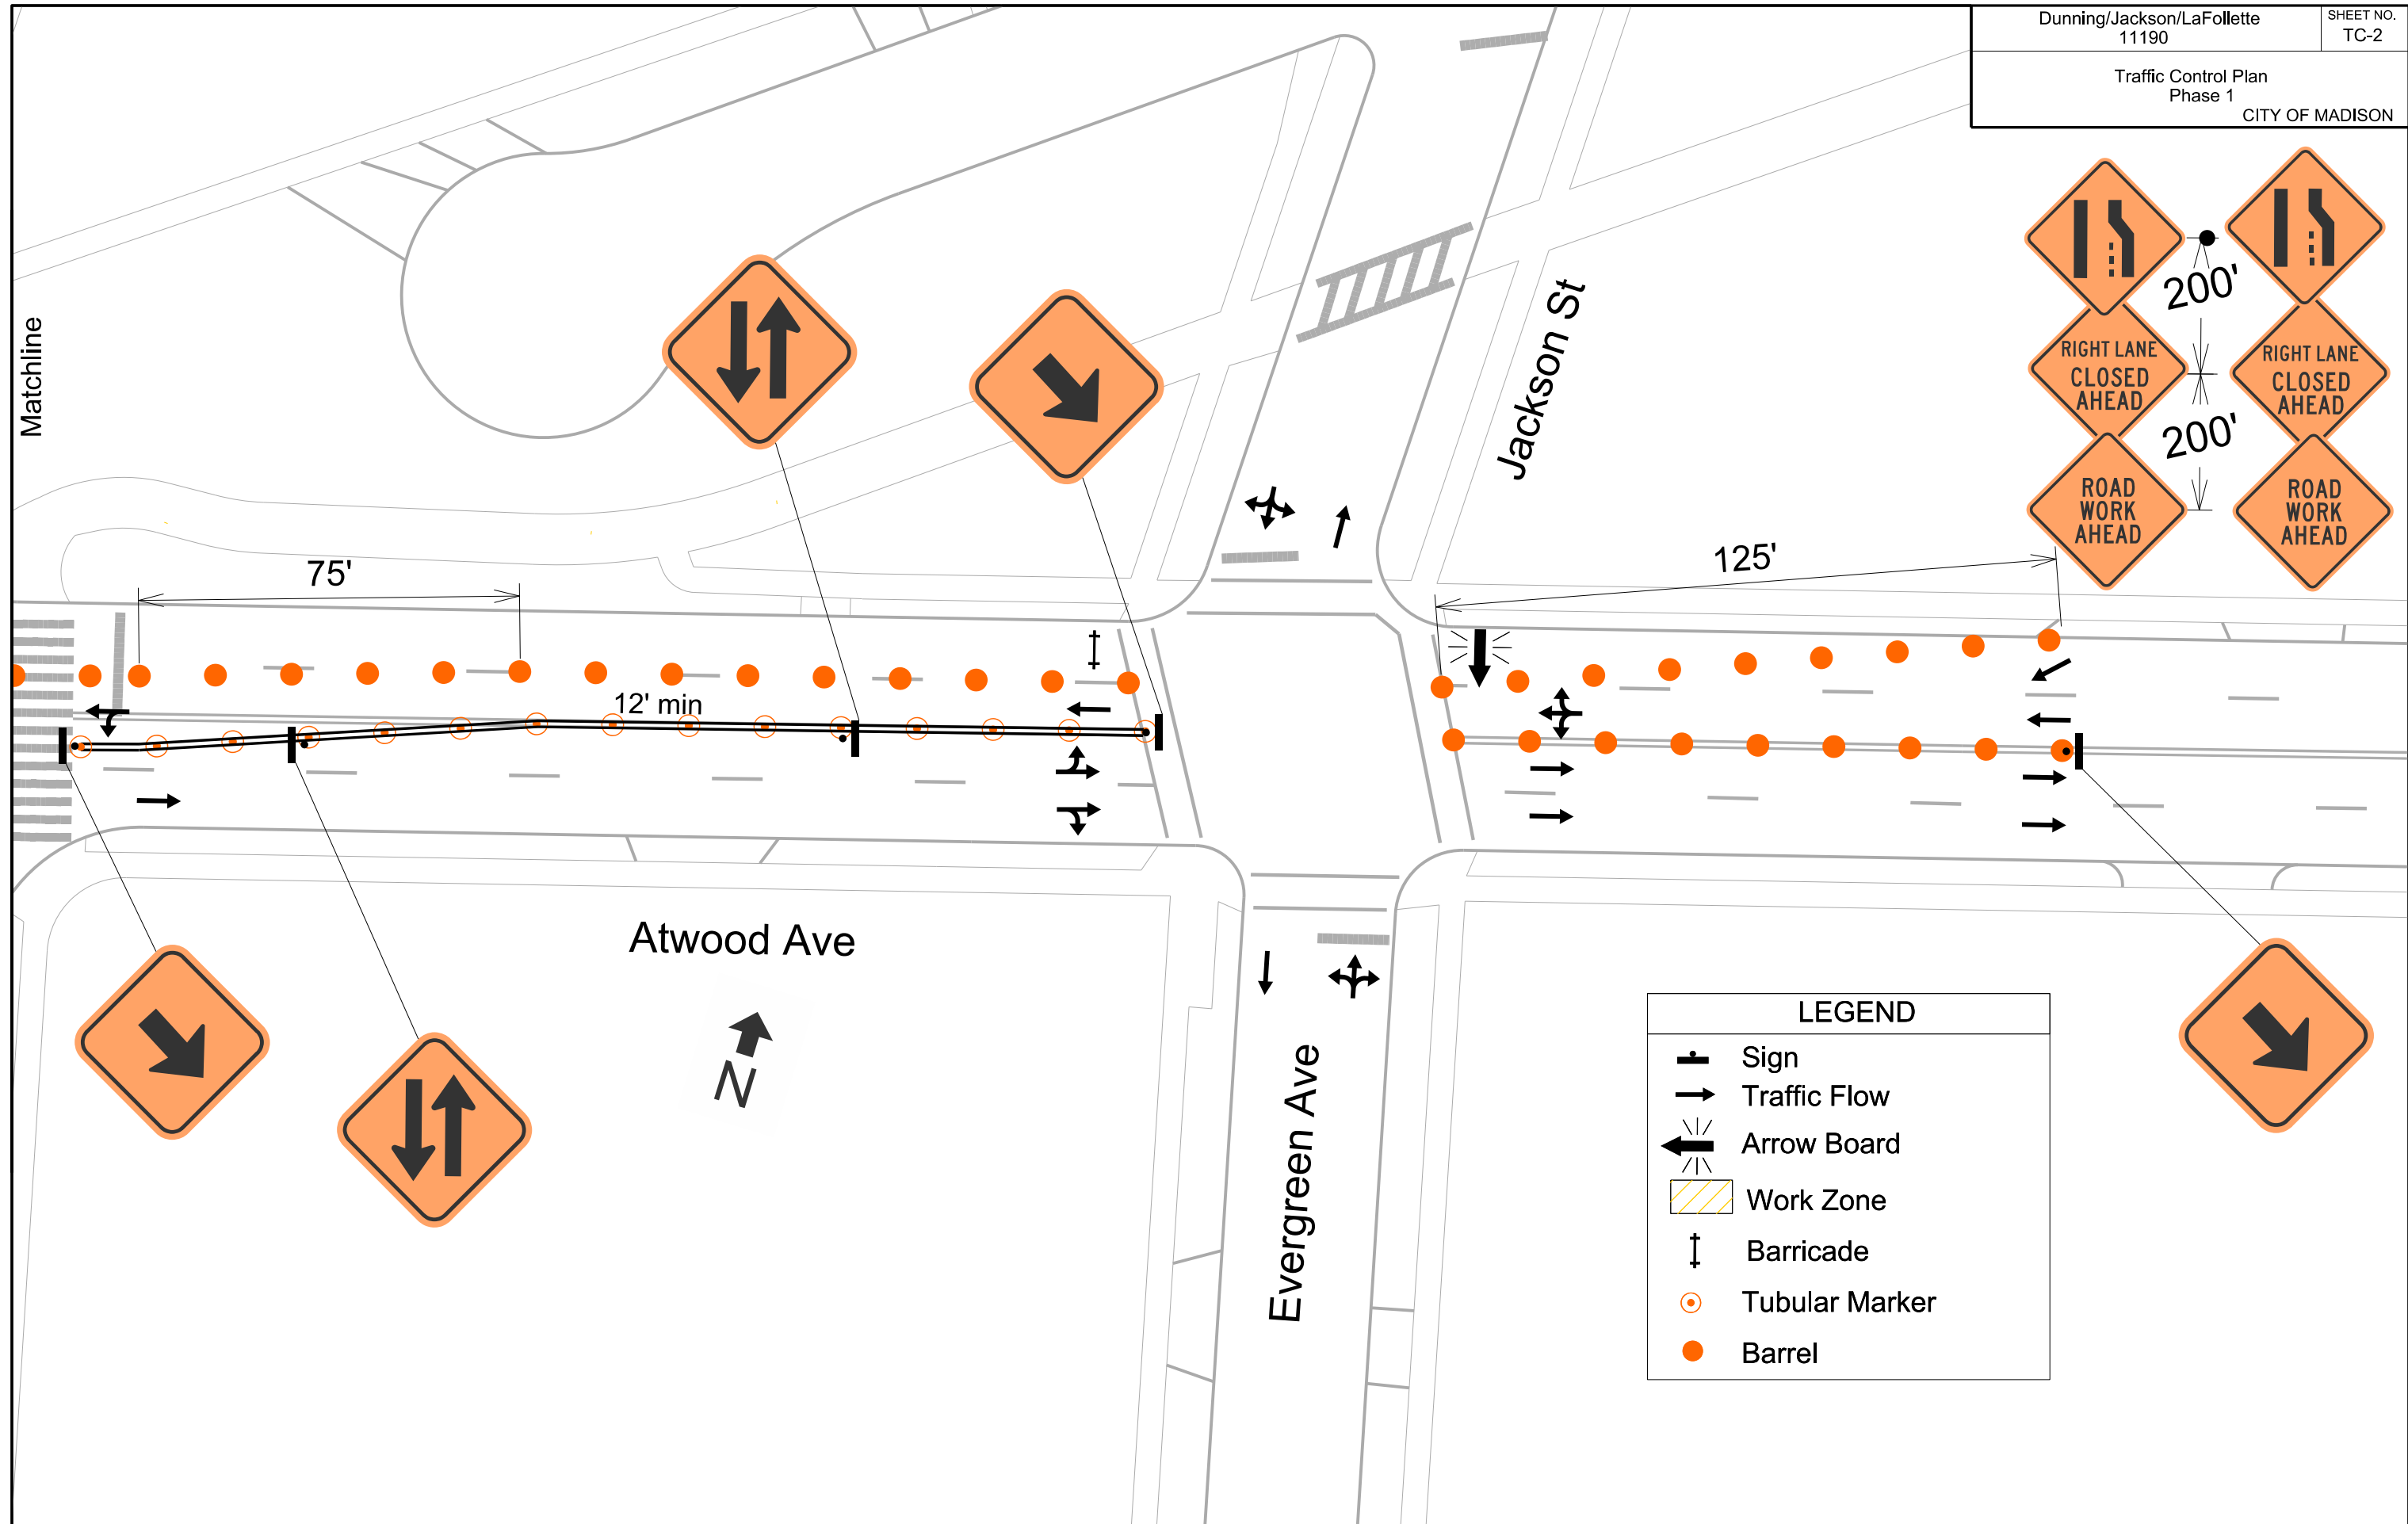 Dunning/Jackson/LaFollette
11190
SHEET NO.
TC-2
Traffic Control Plan
Phase 1
CITY OF MADISON
Matchline
Jackson St
200'
RIGHT LANE
CLOSED
AHEAD
RIGHT LANE
CLOSED
AHEAD
200'
ROAD
WORK
AHEAD
ROAD
WORK
AHEAD
75'
125'
12' min
Atwood Ave
N
Evergreen Ave
LEGEND
Sign
Traffic Flow
Arrow Board
Work Zone
Barricade
Tubular Marker
Barrel